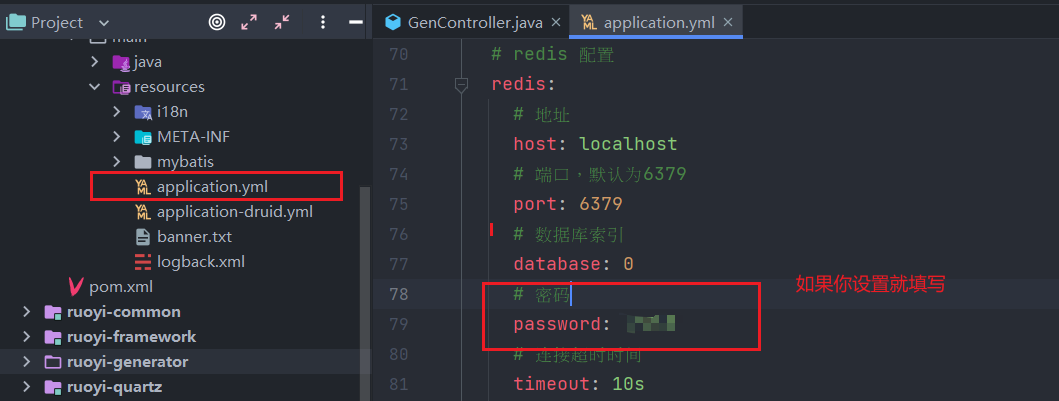 Project
GenController.java
application.yml
main
java
resources
i18n
META-INF
mybatis
application.yml
application-druid.yml
banner.txt
logback.xml
pom.xml
ruoyi-common
ruoyi-framework
ruoyi-generator
ruoyi-quartz
70 # redis 配置
71 redis:
72 # 地址
73 host: localhost
74 # 端口，默认为6379
75 port: 6379
76 # 数据库索引
77 database: 0
78 # 密码
79 password:
80 # 连接超时时间
81 timeout: 10s
如果你设置就填写